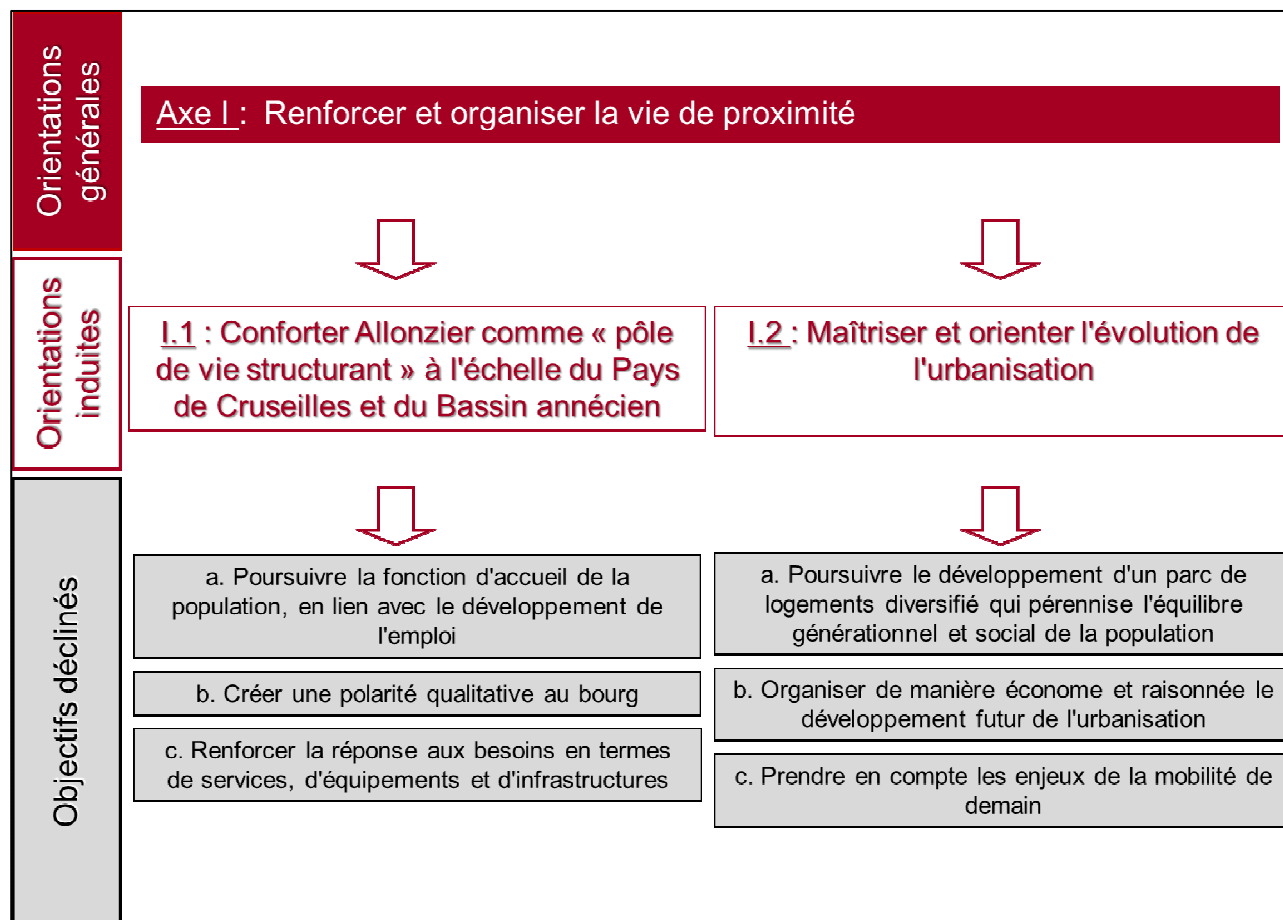 Orientations
générales
Axe I : Renforcer et organiser la vie de proximité
Orientations
induites
I.1 : Conforter Allonzier comme « pôle
de vie structurant » à l'échelle du Pays
de Cruseilles et du Bassin annécien
I.2 : Maîtriser et orienter l'évolution de
l'urbanisation
Objectifs déclinés
a. Poursuivre la fonction d'accueil de la
population, en lien avec le développement de
l'emploi
b. Créer une polarité qualitative au bourg
c. Renforcer la réponse aux besoins en termes
de services, d'équipements et d'infrastructures
a. Poursuivre le développement d'un parc de
logements diversifié qui pérennise l'équilibre
générationnel et social de la population
b. Organiser de manière économe et raisonnée le
développement futur de l'urbanisation
c. Prendre en compte les enjeux de la mobilité de
demain